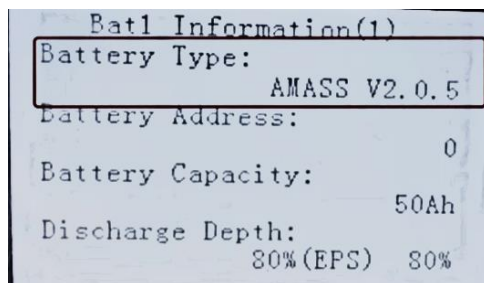 Bat1 Information(1)
Battery Type:
AMASS V2.0.5
Battery Address:
0
Battery Capacity:
50Ah
Discharge Depth:
80%(EPS) 80%